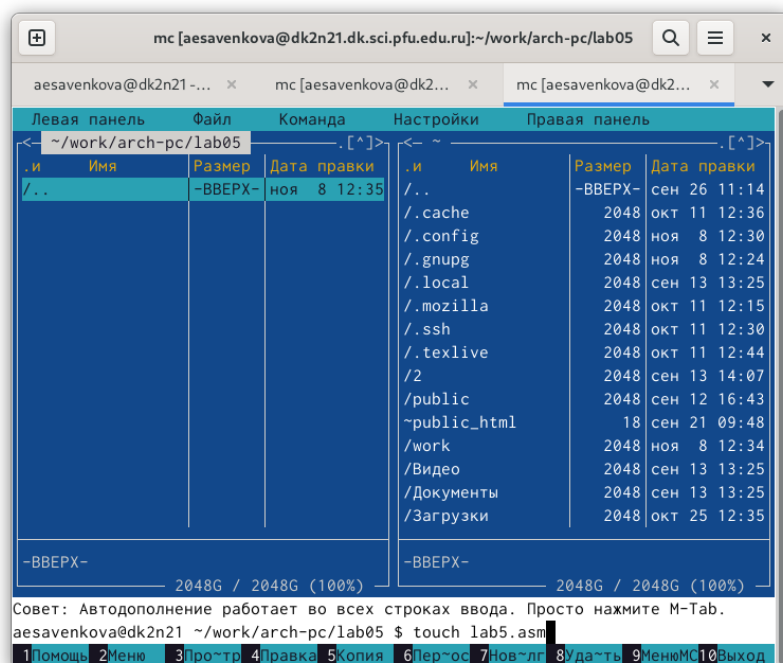 mc [aesavenkova@dk2n21.dk.sci.pfu.edu.ru]:~/work/arch-pc/lab05
aesavenkova@dk2n21 -... × mc [aesavenkova@dk2... × mc [aesavenkova@dk2... ×
Левая панель Файл Команда Настройки Правая панель
<— ~/work/arch-pc/lab05 .[^]> <— ~ .[^]>
.и Имя Размер Дата правки .и Имя Размер Дата правки
/.. -ВВЕРХ- ноя 8 12:35 /.. -ВВЕРХ- сен 26 11:14
/.cache 2048 окт 11 12:36
/.config 2048 ноя 8 12:30
/.gnupg 2048 ноя 8 12:24
/.local 2048 сен 13 13:25
/.mozilla 2048 окт 11 12:15
/.ssh 2048 окт 11 12:30
/.texlive 2048 окт 11 12:44
/2 2048 сен 13 14:07
/public 2048 сен 12 16:43
~public_html 18 сен 21 09:48
/work 2048 ноя 8 12:34
/Видео 2048 сен 13 13:25
/Документы 2048 сен 13 13:25
/Загрузки 2048 окт 25 12:35
-ВВЕРХ- -ВВЕРХ-
2048G / 2048G (100%) 2048G / 2048G (100%)
Совет: Автодополнение работает во всех строках ввода. Просто нажмите M-Tab.
aesavenkova@dk2n21 ~/work/arch-pc/lab05 $ touch lab5.asm
1Помощь 2Меню 3Про~тр 4Правка 5Копия 6Пер~ос 7Нов~лг 8Уда~ть 9МенюМС 10Выход